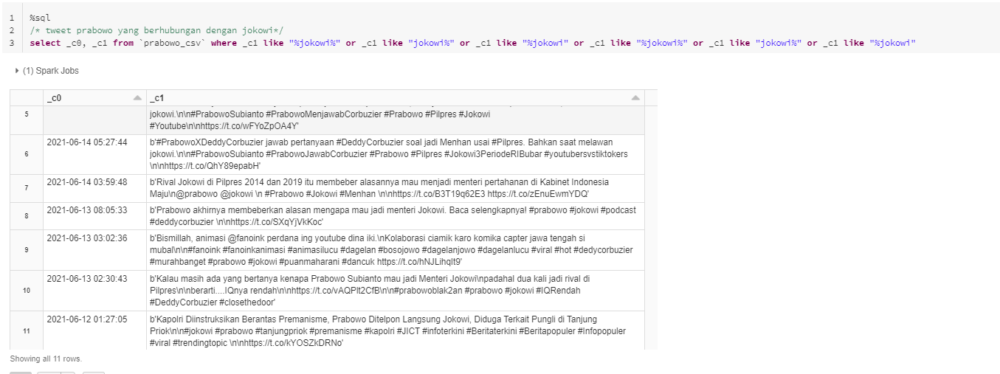 1 %sql
2 /* tweet prabowo yang berhubungan dengan jokowi*/
3 select _c0, _c1 from `prabowo_csv` where _c1 like "%jokowi%" or _c1 like "jokowi%" or _c1 like "%jokowi" or _c1 like "%jokowi%" or _c1 like "jokowi%" or _c1 like "%jokowi"
(1) Spark Jobs
_c0 _c1
5 jokowi.\n\n#PrabowoSubianto #PrabowoMenjawabCorbuzier #Prabowo #Pilpres #Jokowi
#Youtube\n\nhttps://t.co/wFYoZpOA4Y'
6 2021-06-14 05:27:44 b'#PrabowoXDeddyCorbuzier jawab pertanyaan #DeddyCorbuzier soal jadi Menhan usai #Pilpres. Bahkan saat melawan
jokowi.\n\n#PrabowoSubianto #PrabowoJawabCorbuzier #Prabowo #Pilpres #Jokowi3PeriodeRIBubar #youtubersvstiktokers
\n\nhttps://t.co/QhY89epabH'
7 2021-06-14 03:59:48 b'Rival Jokowi di Pilpres 2014 dan 2019 itu membeber alasannya mau menjadi menteri pertahanan di Kabinet Indonesia
Maju\n@prabowo @jokowi \n #Prabowo #Jokowi #Menhan \n\nhttps://t.co/B3T19q62E3 https://t.co/zEnuEwmYDQ'
8 2021-06-13 08:05:33 b'Prabowo akhirnya membeberkan alasan mengapa mau jadi menteri Jokowi. Baca selengkapnya! #prabowo #jokowi #podcast
#deddycorbuzier \n\nhttps://t.co/SXqYjVkKoc'
9 2021-06-13 03:02:36 b'Bismillah, animasi @fanoink perdana ing youtube dina iki.\nKolaborasi ciamik karo komika capter jawa tengah si
mubal\n\n#fanoink #fanoinkanimasi #animasilucu #dagelan #bosojowo #dagelanjowo #dagelanlucu #viral #hot #dedycorbuzier
#murahbanget #prabowo #jokowi #puanmaharani #dancuk https://t.co/hNJLihqIt9'
10 2021-06-13 02:30:43 b'Kalau masih ada yang bertanya kenapa Prabowo Subianto mau jadi Menteri Jokowi\npadahal dua kali jadi rival di
Pilpres\n\nberarti....IQnya rendah\n\nhttps://t.co/vAQPlt2CfB\n\n#prabowoblak2an #prabowo #jokowi #IQRendah
#DeddyCorbuzier #closethedoor'
11 2021-06-12 01:27:05 b'Kapolri Diinstruksikan Berantas Premanisme, Prabowo Ditelpon Langsung Jokowi, Diduga Terkait Pungli di Tanjung
Priok\n\n#jokowi #prabowo #tanjungpriok #premanisme #kapolri #JICT #infoterkini #Beritaterkini #Beritapopuler #Infopopuler
#viral #trendingtopic \n\nhttps://t.co/kYOSZkDRNo'
Showing all 11 rows.